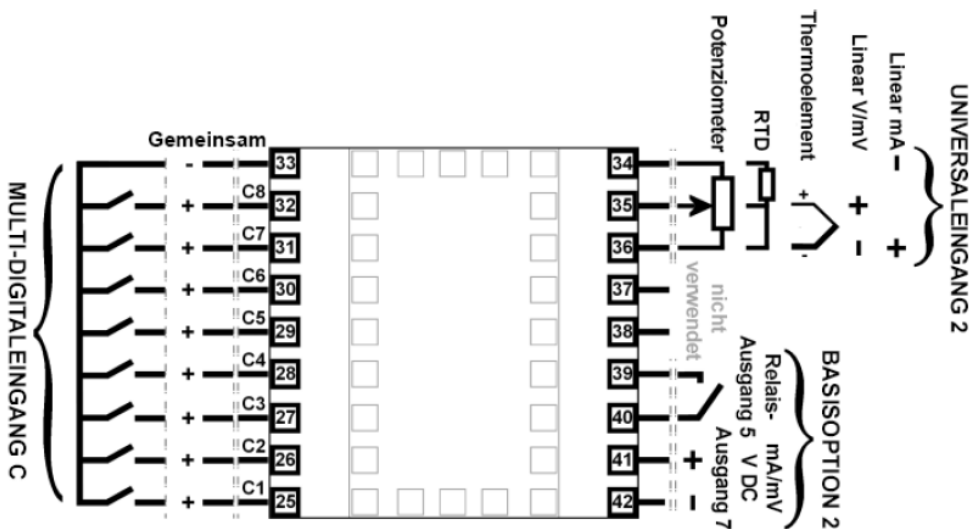 UNIVERSALEINGANG 2
Linear mA
-
+
Linear V/mV
+
-
Thermoelement
+
-
RTD
Potenziometer
nicht
verwendet
BASISOPTION 2
Relais-
Ausgang 5
mA/mV
V DC
Ausgang 7
+
-
34
35
36
37
38
39
40
41
42
MULTI-DIGITALEINGANG C
Gemeinsam
- 33
+ C8 32
+ C7 31
+ C6 30
+ C5 29
+ C4 28
+ C3 27
+ C2 26
+ C1 25